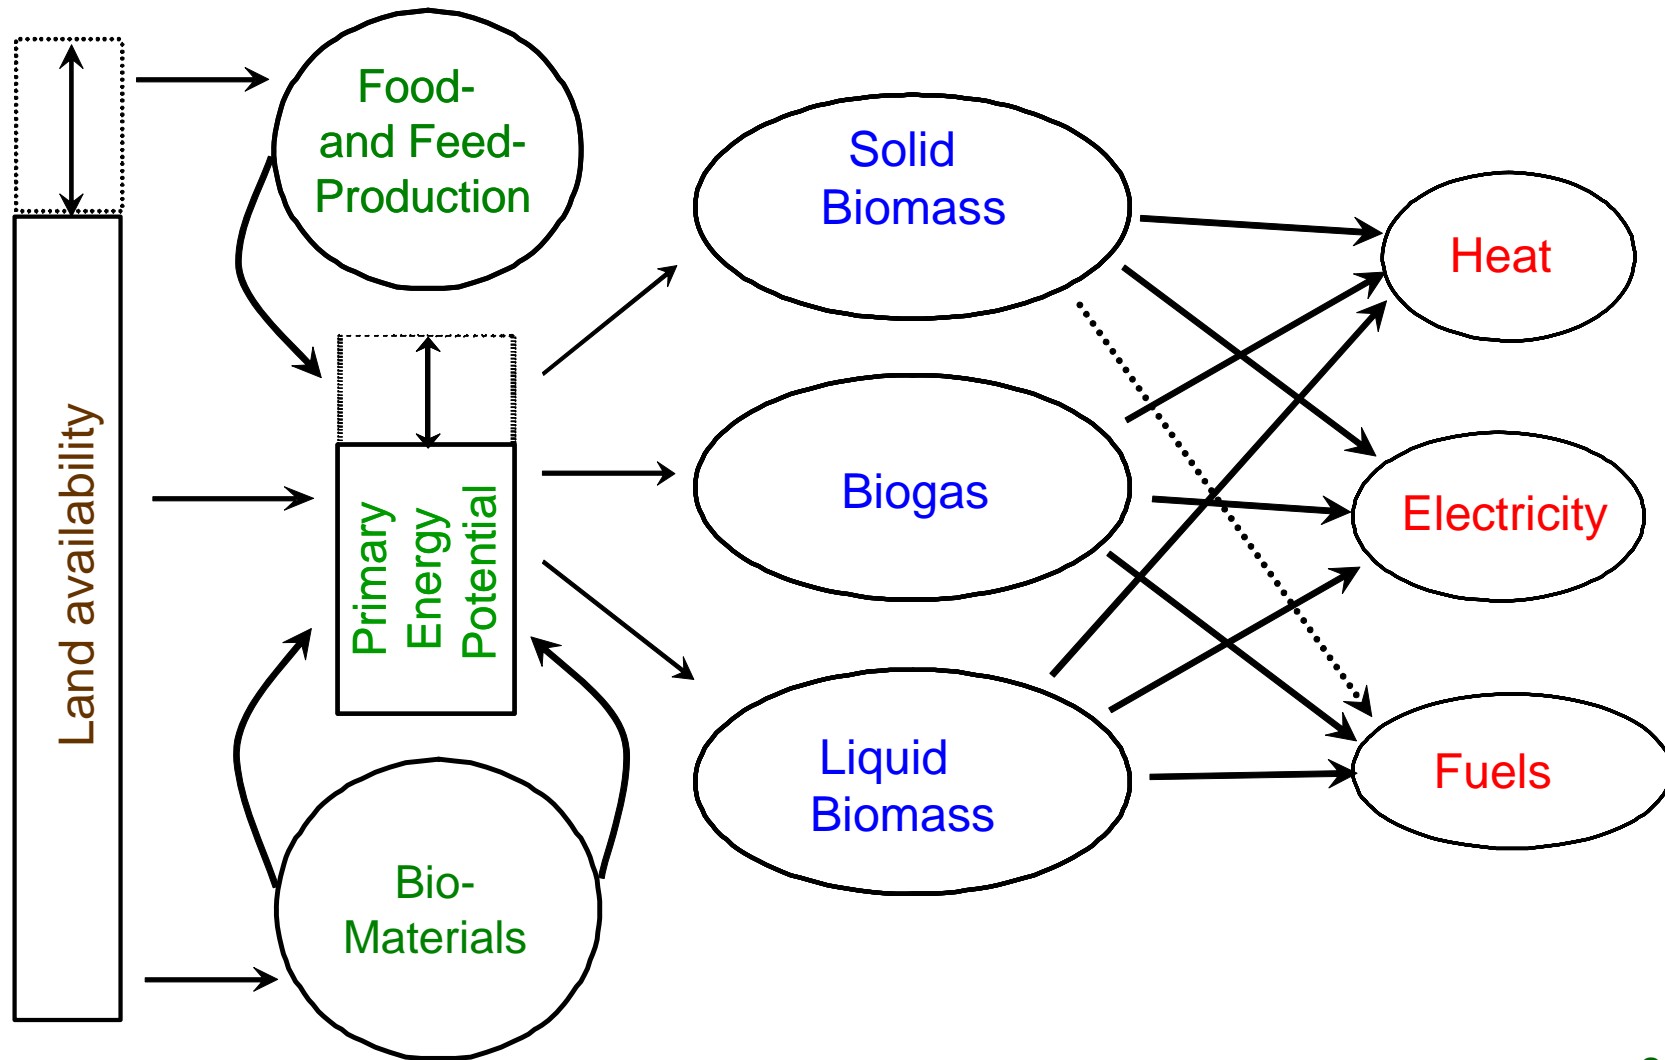 Land availability
Food-
and Feed-
Production
Primary
Energy
Potential
Bio-
Materials
Solid
Biomass
Biogas
Liquid
Biomass
Heat
Electricity
Fuels